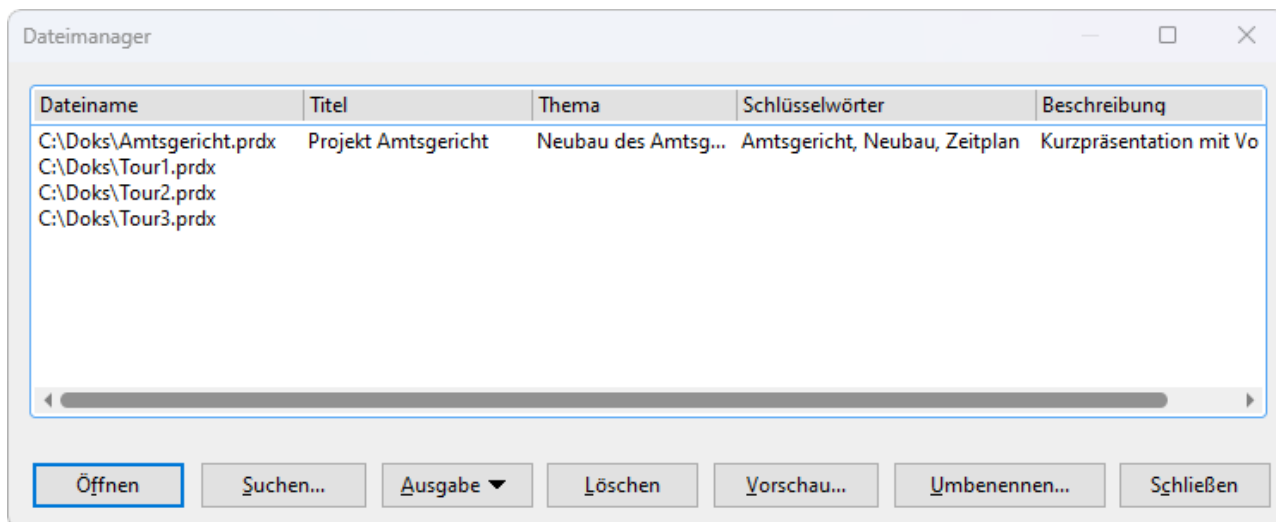 Dateimanager
Dateiname Titel Thema Schlüsselwörter Beschreibung
C:\Doks\Amtsgericht.prdx Projekt Amtsgericht Neubau des Amtsg... Amtsgericht, Neubau, Zeitplan Kurzpräsentation mit Vo
C:\Doks\Tour1.prdx
C:\Doks\Tour2.prdx
C:\Doks\Tour3.prdx
Öffnen Suchen... Ausgabe Löschen Vorschau... Umbenennen... Schließen